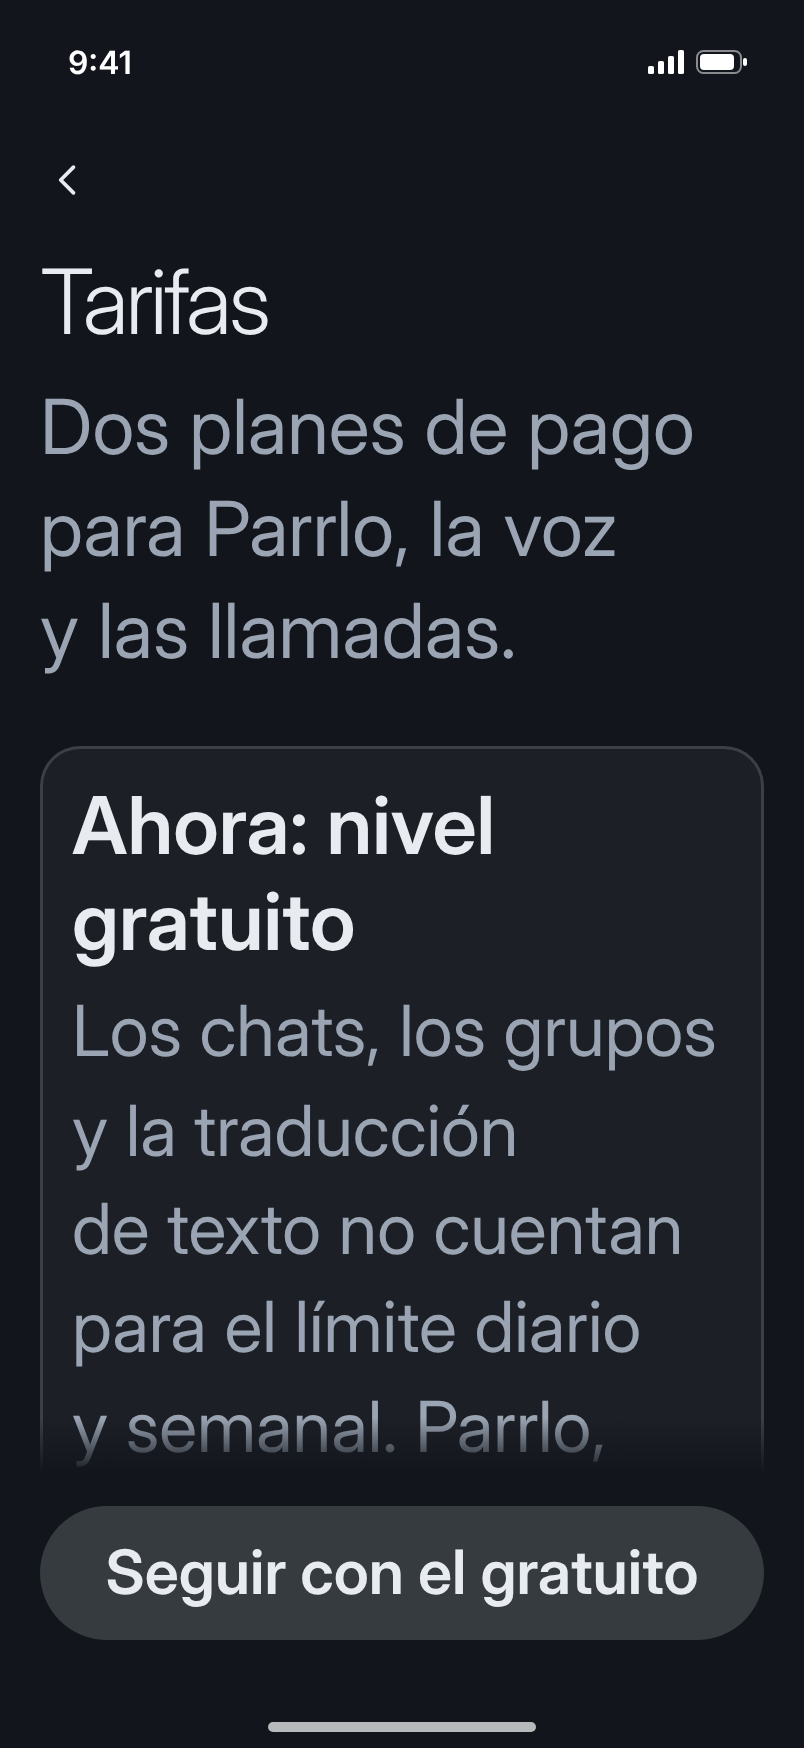 9:41
Tarifas
Dos planes de pago
para Parrlo, la voz
y las llamadas.
Ahora: nivel
gratuito
Los chats, los grupos
y la traducción
de texto no cuentan
para el límite diario
y semanal. Parrlo,
Seguir con el gratuito